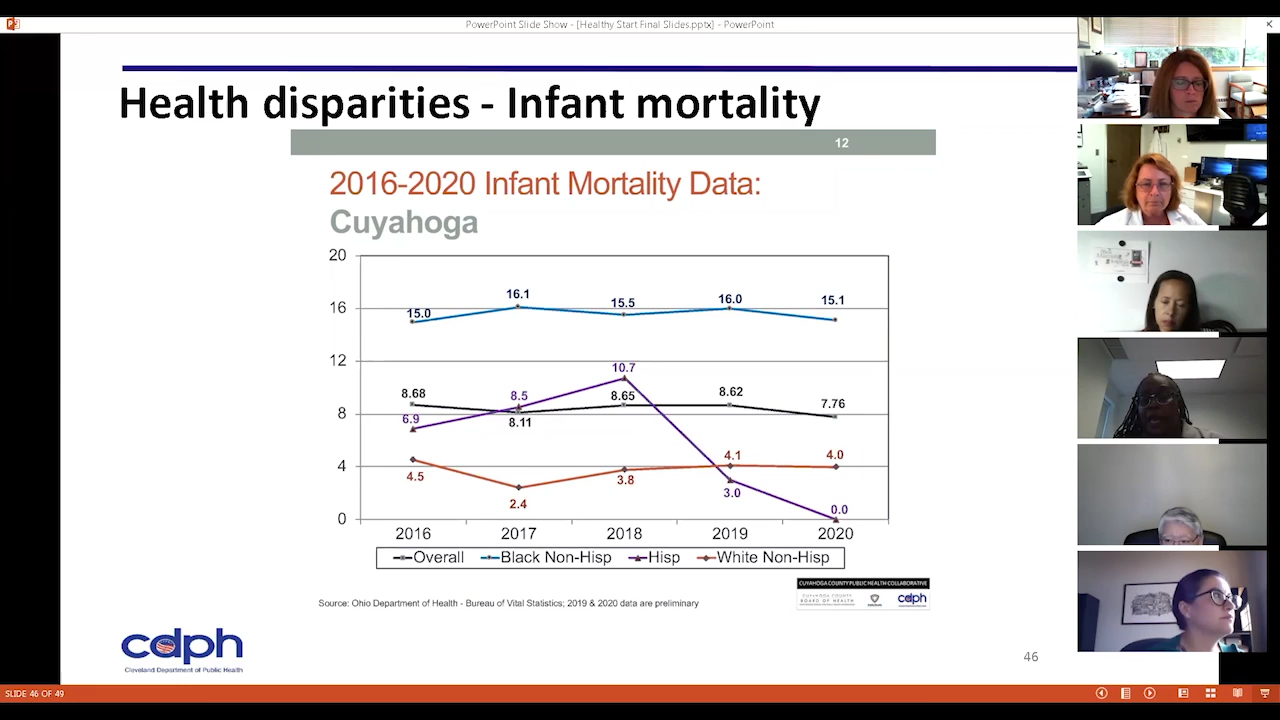 PowerPoint Slide Show - [Healthy Start Final Slides.pptx] - PowerPoint
Health disparities - Infant mortality
12
2016-2020 Infant Mortality Data:
Cuyahoga
20
16
12
8
4
0
15.0
16.1
15.5
16.0
15.1
8.68
8.11
8.65
8.62
7.76
6.9
8.5
10.7
3.0
0.0
4.5
2.4
3.8
4.1
4.0
2016 2017 2018 2019 2020
Overall Black Non-Hisp Hisp White Non-Hisp
CUYAHOGA COUNTY PUBLIC HEALTH COLLABORATIVE
CUYAHOGA COUNTY
BOARD OF HEALTH
cdph
Source: Ohio Department of Health - Bureau of Vital Statistics; 2019 & 2020 data are preliminary
cdph
Cleveland Department of Public Health
46
SLIDE 46 OF 49